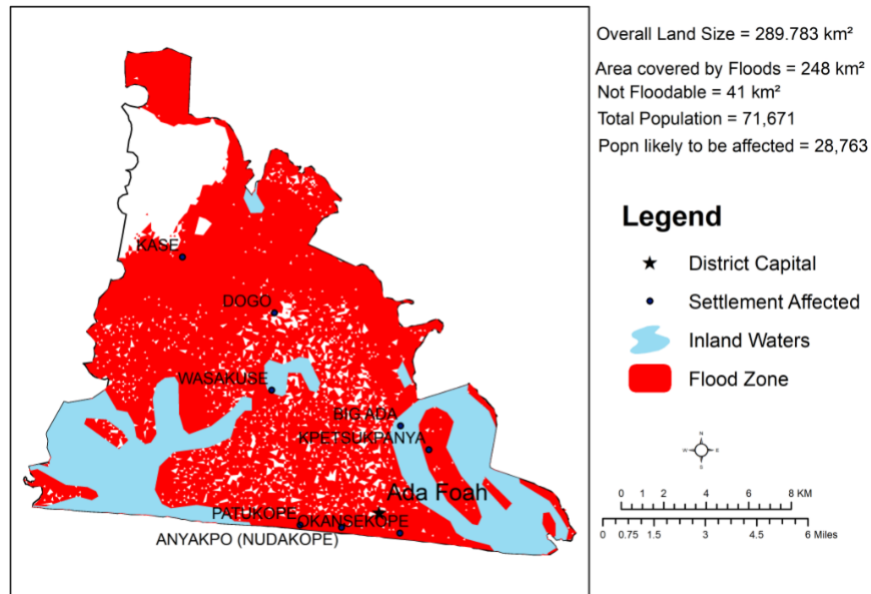 Overall Land Size = 289.783 km²
Area covered by Floods = 248 km²
Not Floodable = 41 km²
Total Population = 71,671
Popn likely to be affected = 28,763
Legend
District Capital
Settlement Affected
Inland Waters
Flood Zone
N
W E
S
0 1 2 4 6 8 KM
0 0.75 1.5 3 4.5 6 Miles
KASE
DOGO
WASAKUSE
BIG ADA
KPETSUKPANYA
Ada Foah
PATUKOPE
OKANSEKOPE
ANYAKPO (NUDAKOPE)